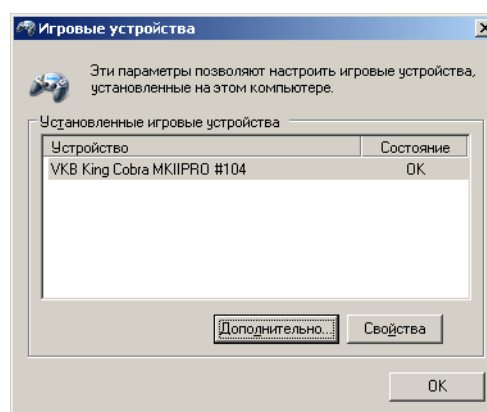 Игровые устройства
Эти параметры позволяют настроить игровые устройства,
установленные на этом компьютере.
Установленные игровые устройства
Устройство Состояние
VKB King Cobra MKIIPRO #104 OK
Дополнительно... Свойства
OK